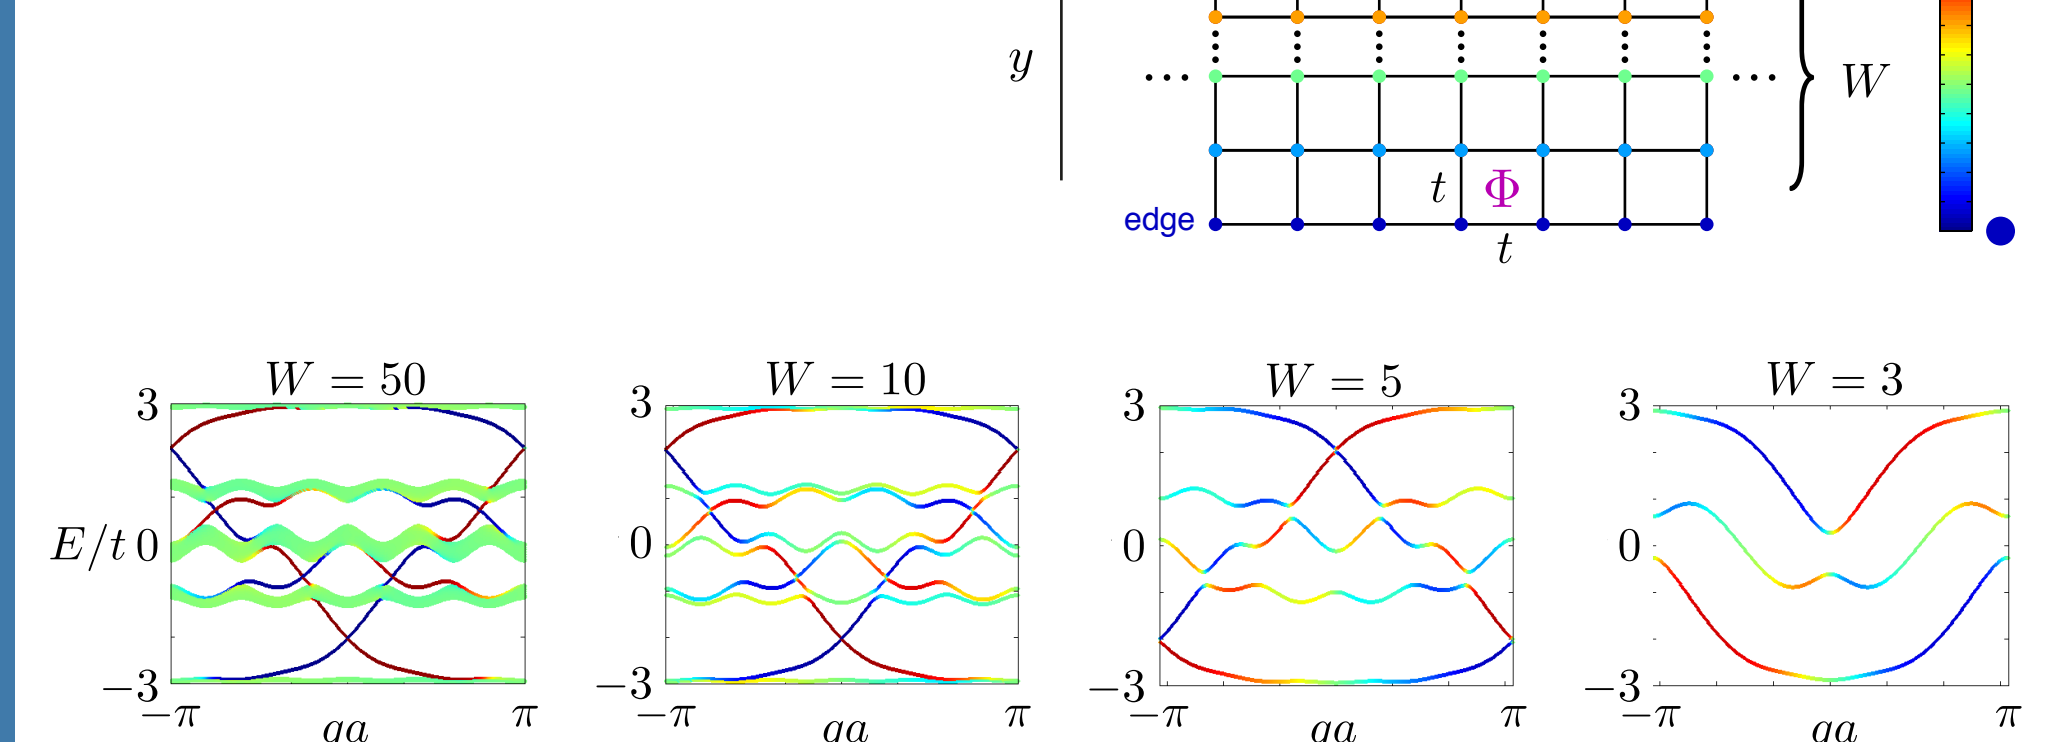 y
... ...
W
t Φ
edge
t
W = 50 W = 10 W = 5 W = 3
3 3 3 3
E/t 0 0 0 0
−3 −3 −3 −3
−π π −π π −π π −π π
qa qa qa qa